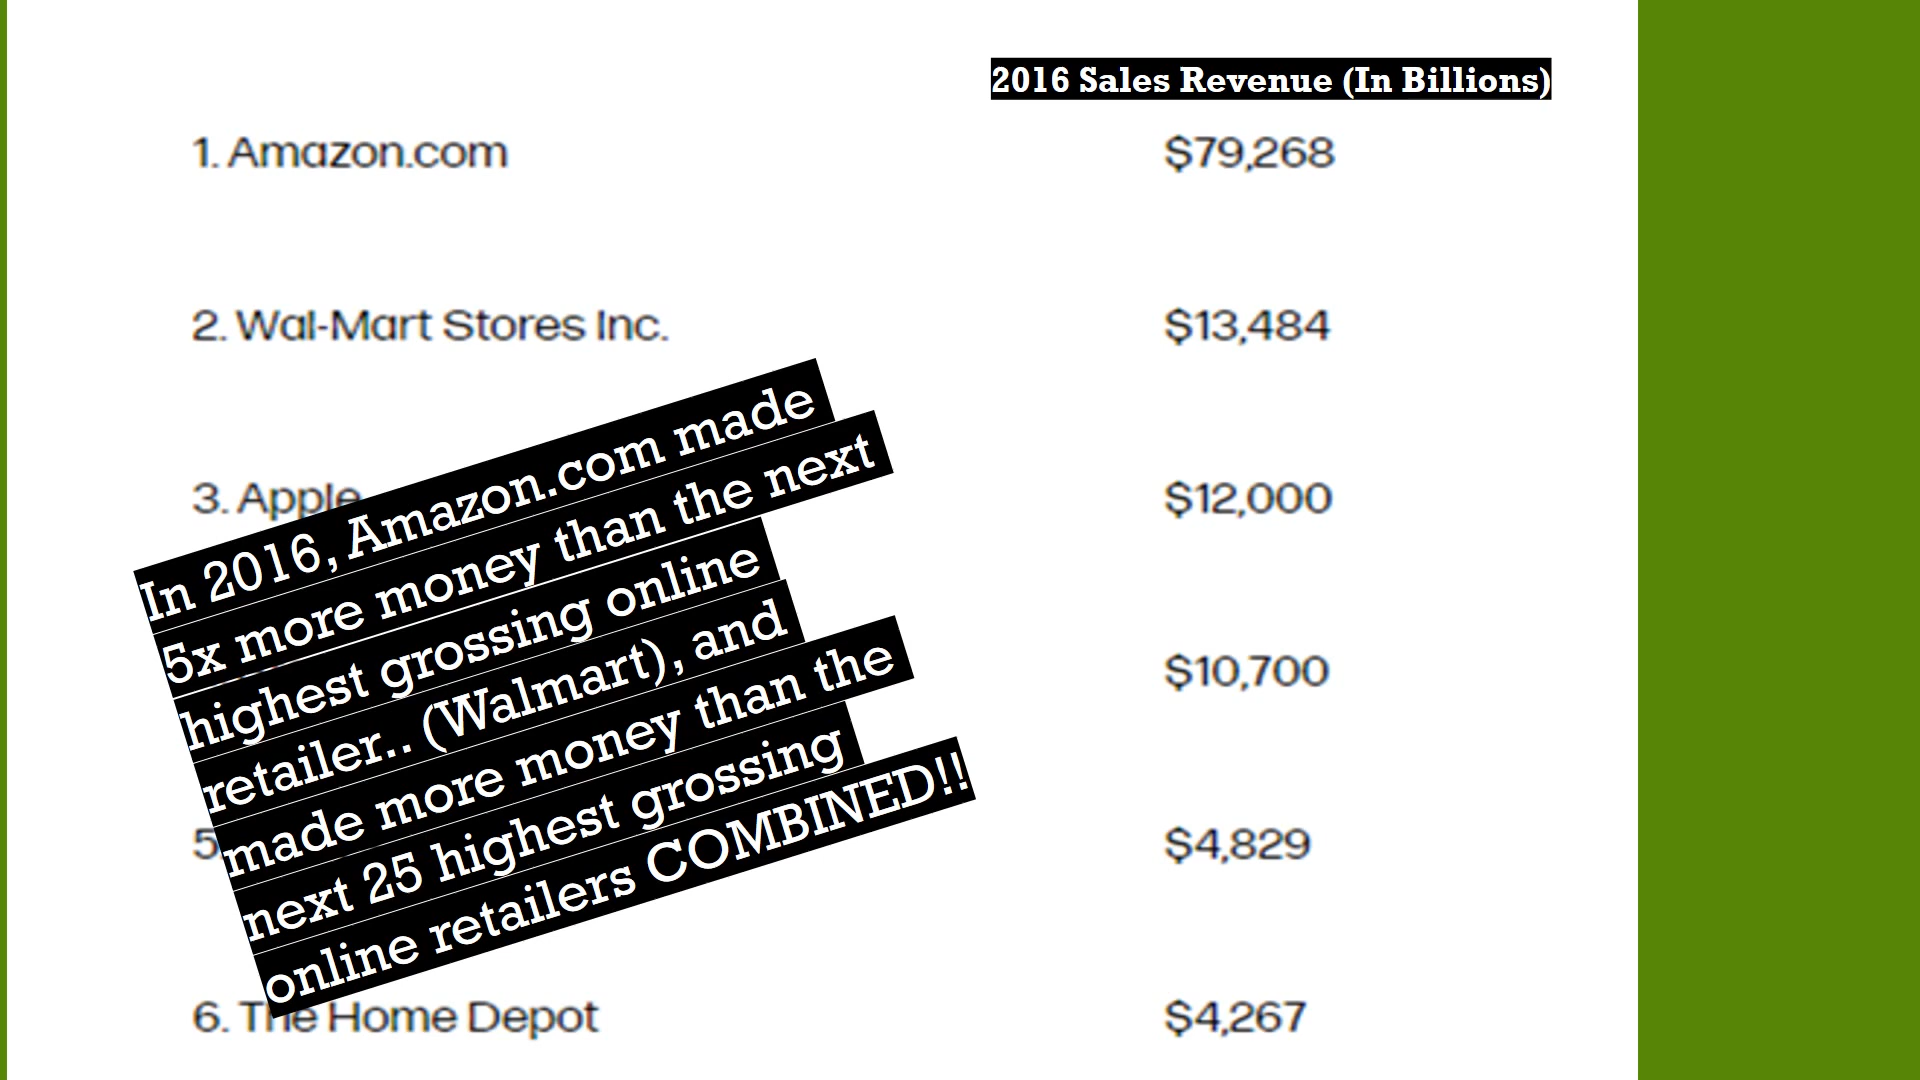 2016 Sales Revenue (In Billions)
1. Amazon.com $79,268
2. Wal-Mart Stores Inc. $13,484
3. Apple $12,000
In 2016, Amazon.com made
5x more money than the next
highest grossing online
retailer.. (Walmart), and
made more money than the
next 25 highest grossing
online retailers COMBINED!!
$10,700
5. $4,829
6. The Home Depot $4,267